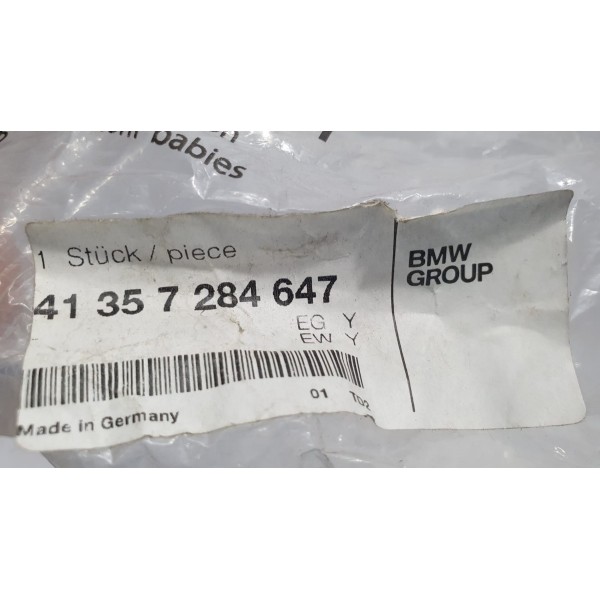 babies
1 Stück / piece
41 35 7 284 647
EG Y
EW Y
01 T02
Made in Germany
BMW
GROUP